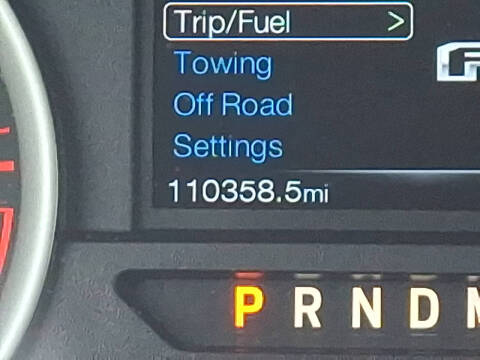 Trip/Fuel >
Towing
Off Road
Settings
110358.5mi
P R N D